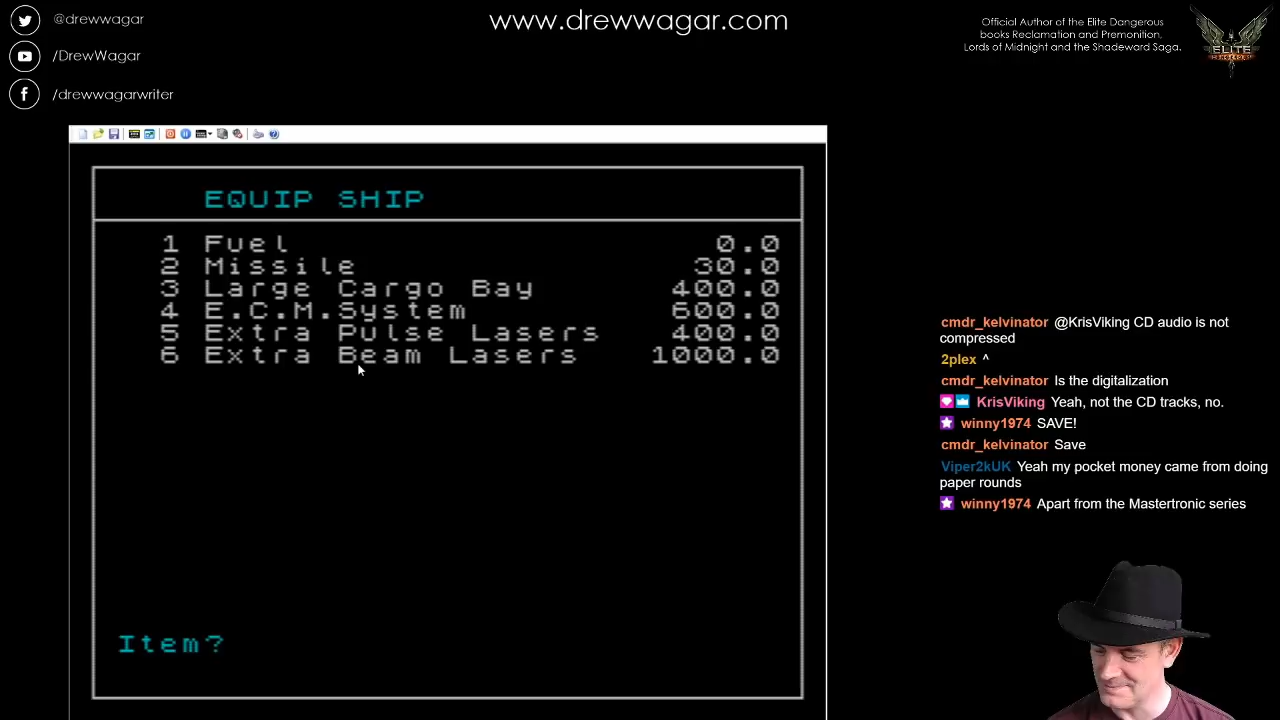 @drewwagar
/DrewWagar
/drewwagarwriter
www.drewwagar.com
Official Author of the Elite Dangerous
books Reclamation and Premonition,
Lords of Midnight and the Shadeward Saga.
ELITE
DANGEROUS
EQUIP SHIP
1 Fuel 0.0
2 Missile 30.0
3 Large Cargo Bay 400.0
4 E.C.M.System 600.0
5 Extra Pulse Lasers 400.0
6 Extra Beam Lasers 1000.0
Item?
cmdr_kelvinator @KrisViking CD audio is not
compressed
2plex ^
cmdr_kelvinator Is the digitalization
KrisViking Yeah, not the CD tracks, no.
winny1974 SAVE!
cmdr_kelvinator Save
Viper2kUK Yeah my pocket money came from doing
paper rounds
winny1974 Apart from the Mastertronic series